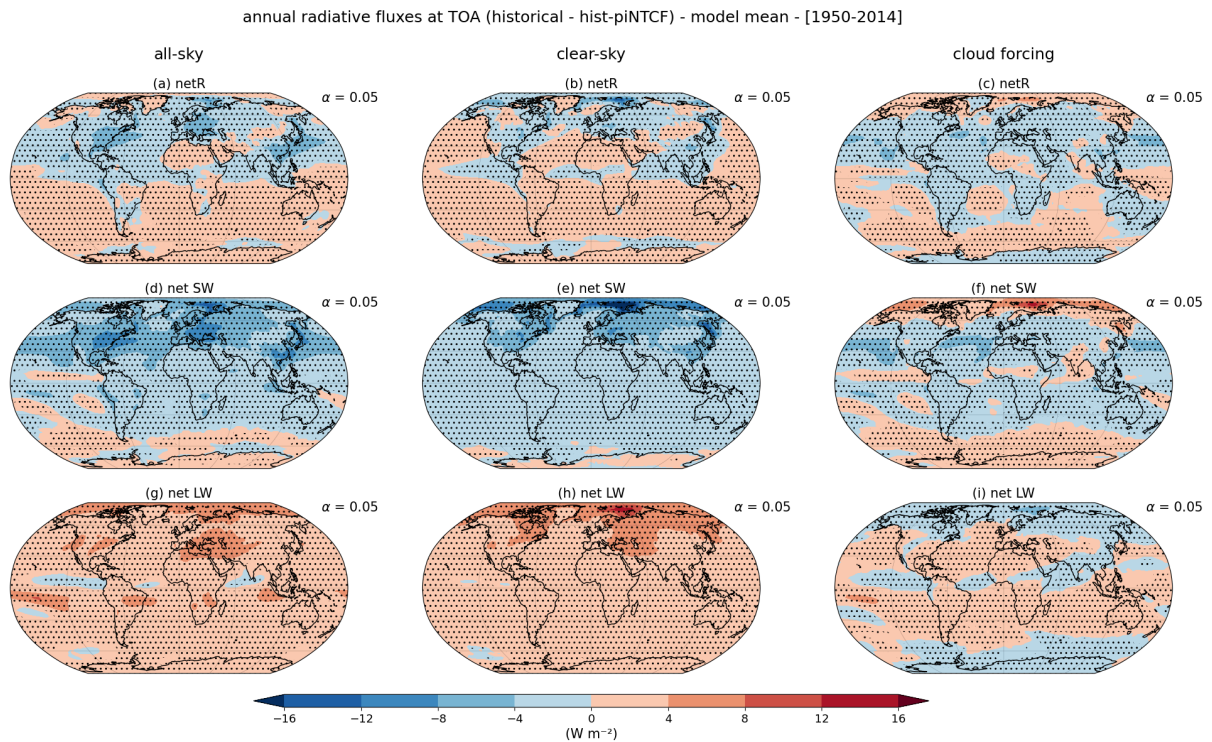 annual radiative fluxes at TOA (historical - hist-piNTCF) - model mean - [1950-2014]
all-sky
clear-sky
cloud forcing
(a) netR
α = 0.05
(b) netR
α = 0.05
(c) netR
α = 0.05
(d) net SW
α = 0.05
(e) net SW
α = 0.05
(f) net SW
α = 0.05
(g) net LW
α = 0.05
(h) net LW
α = 0.05
(i) net LW
α = 0.05
−16 −12 −8 −4 0 4 8 12 16
(W m⁻²)